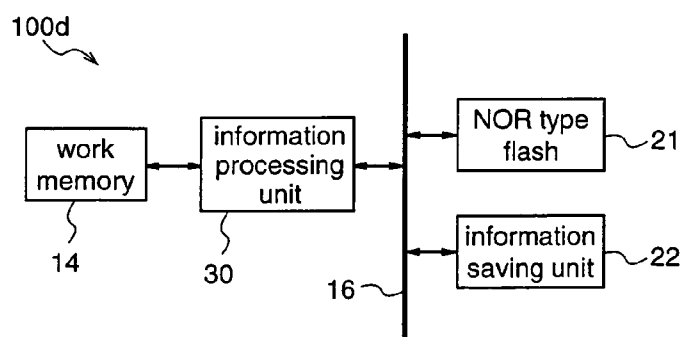 100d
work
memory
14
information
processing
unit
30
16
NOR type
flash
21
information
saving unit
22